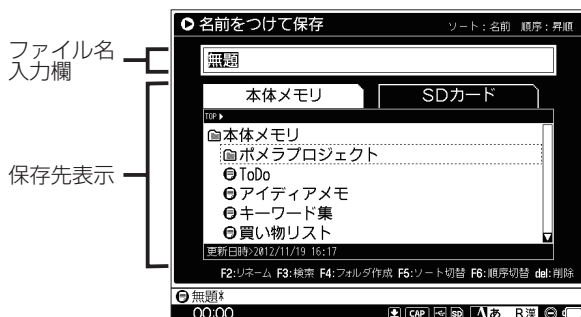 名前をつけて保存 ソート：名前 順序：昇順
ファイル名
入力欄
無題
本体メモリ SDカード
TOP
本体メモリ
ポメラプロジェクト
保存先表示
ToDo
アイディアメモ
キーワード集
買い物リスト
更新日時>2012/11/19 16:17
F2:リネーム F3:検索 F4:フォルダ作成 F5:ソート切替 F6:順序切替 del:削除
無題*
00:00 CAP SD あ R漢